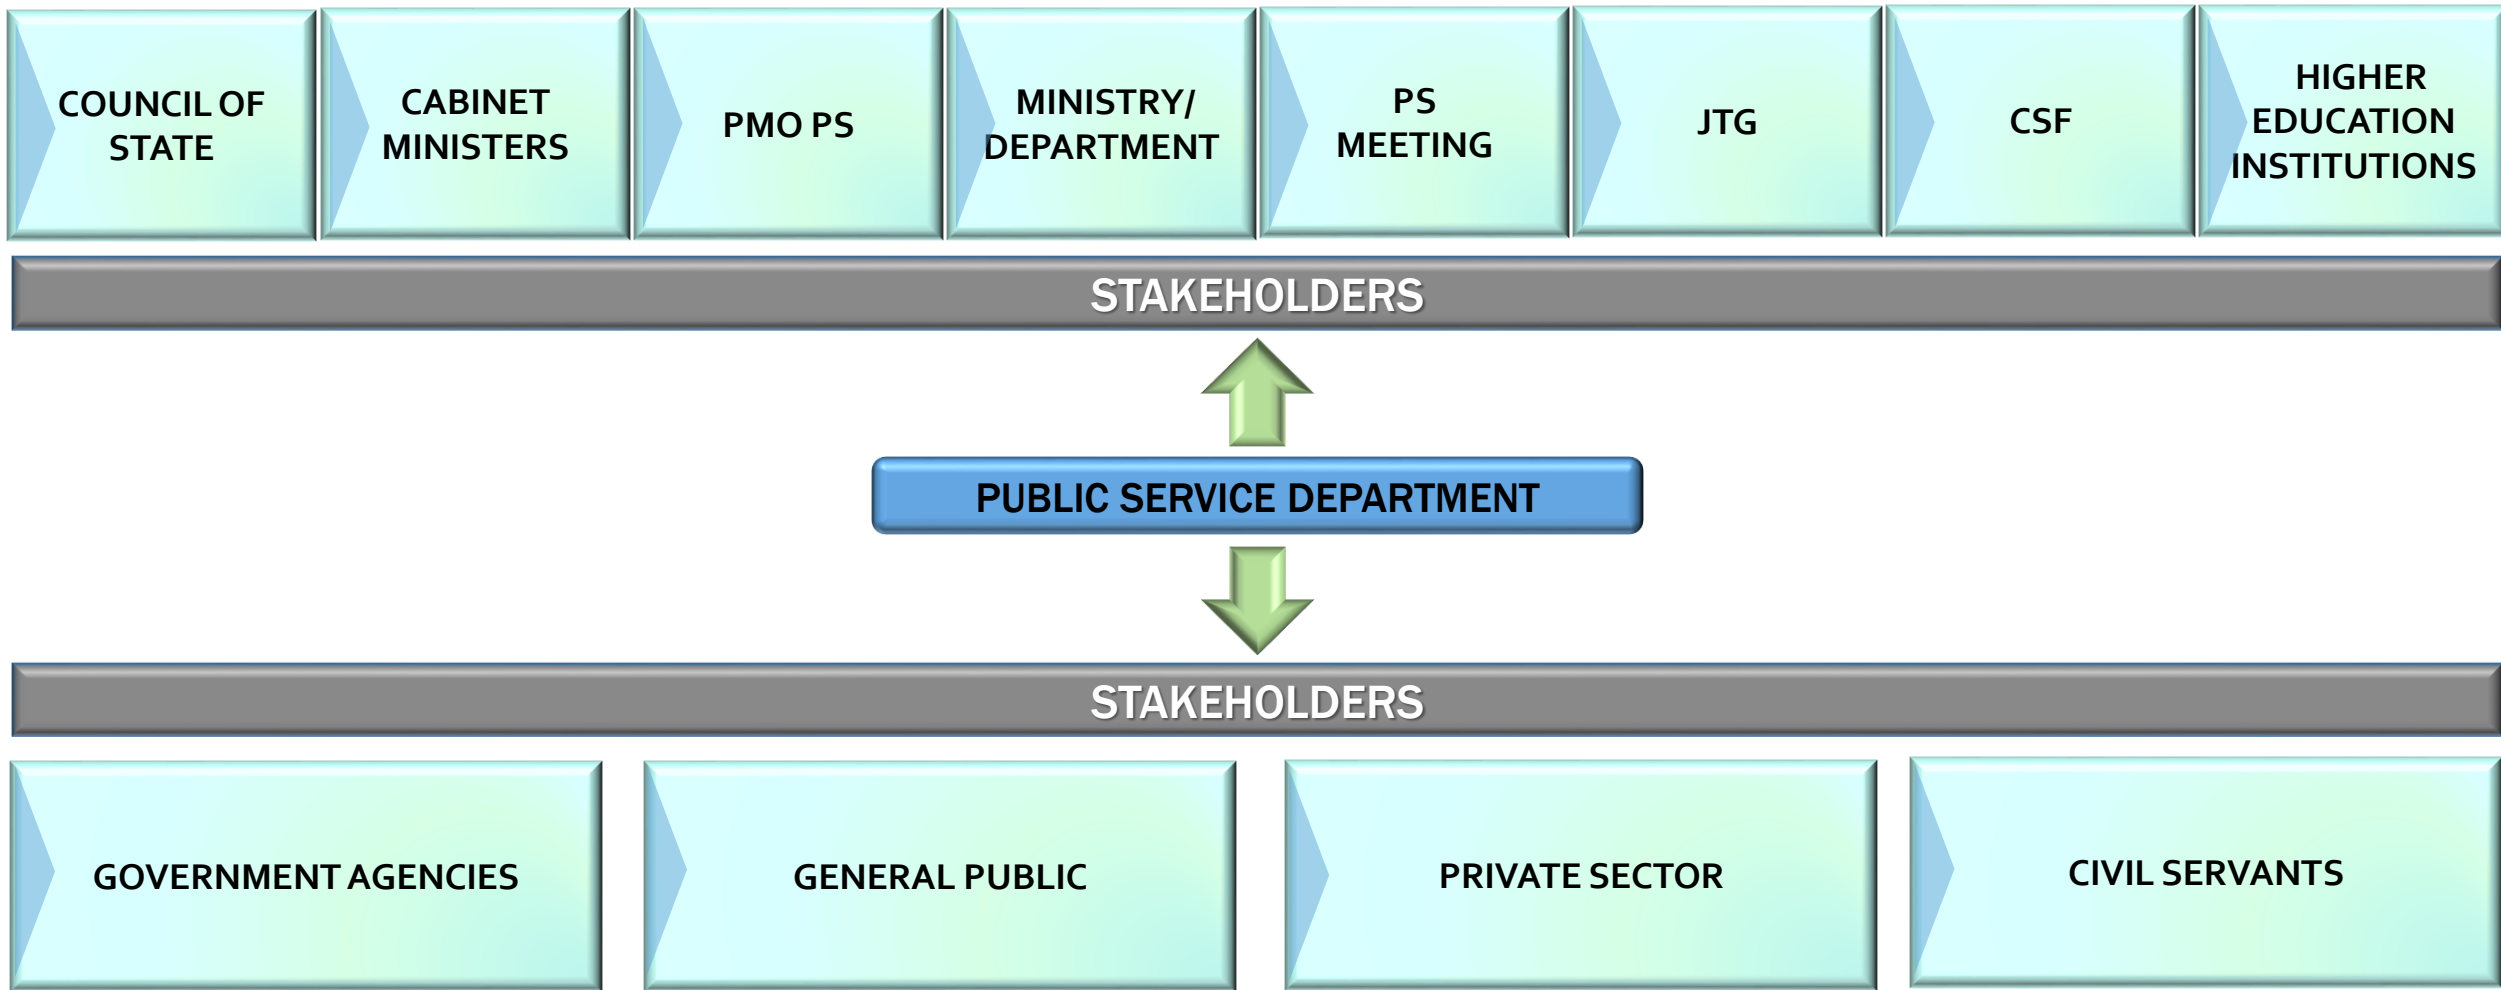 COUNCIL OF
STATE
CABINET
MINISTERS
PMO PS
MINISTRY/
DEPARTMENT
PS
MEETING
JTG
CSF
HIGHER
EDUCATION
INSTITUTIONS
STAKEHOLDERS
PUBLIC SERVICE DEPARTMENT
STAKEHOLDERS
GOVERNMENT AGENCIES
GENERAL PUBLIC
PRIVATE SECTOR
CIVIL SERVANTS